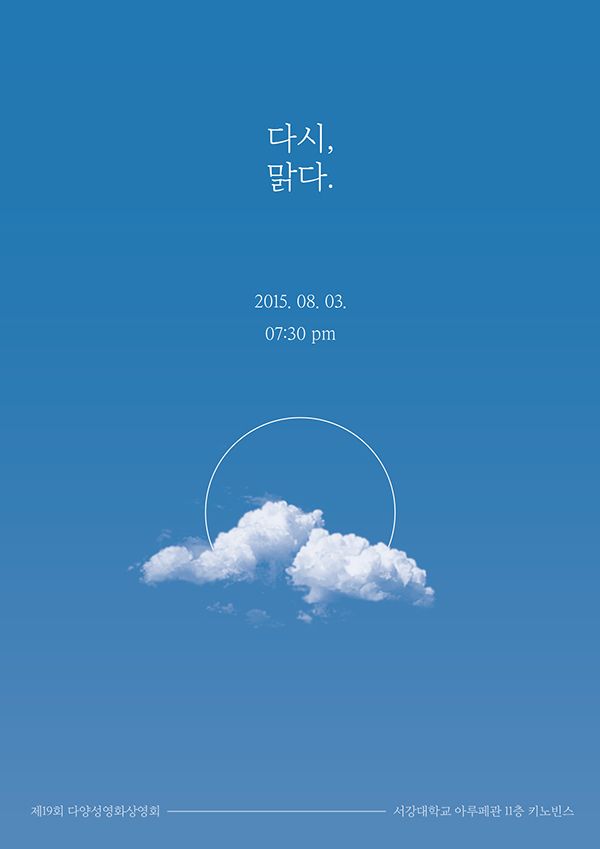 다시,
맑다.
2015. 08. 03.
07:30 pm
제19회 다양성영화상영회
서강대학교 아루페관 11층 키노빈스